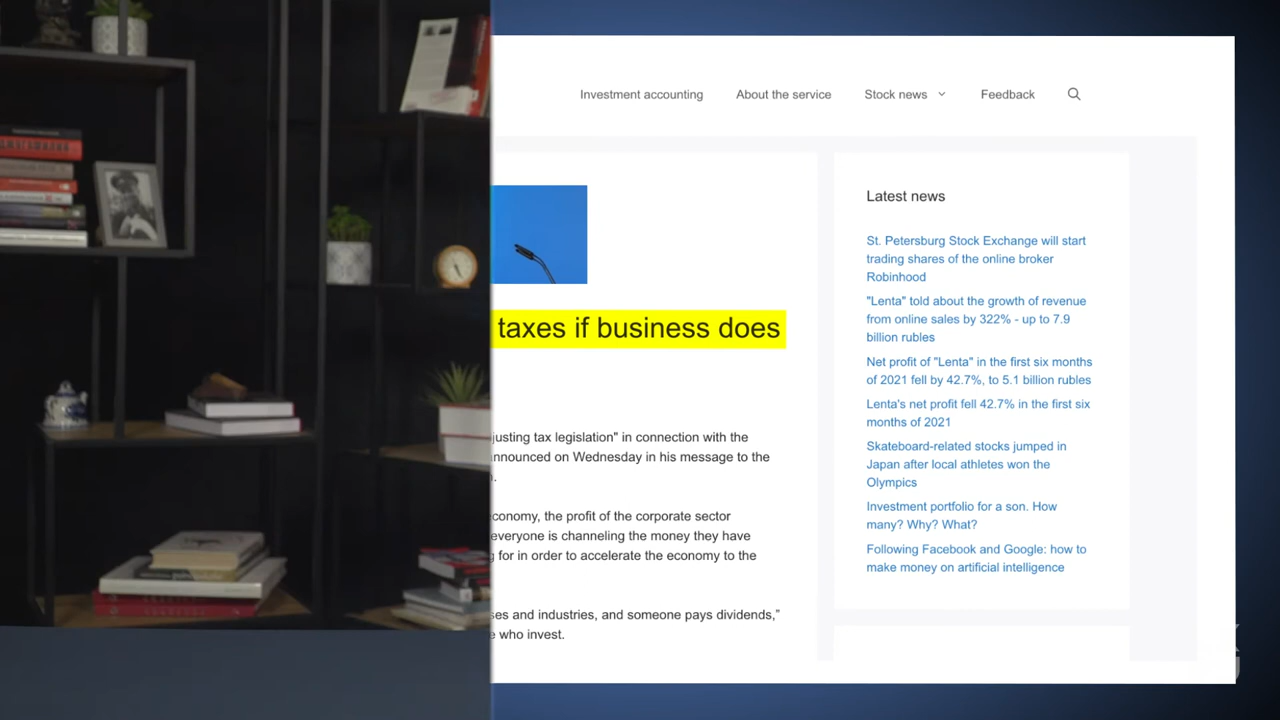 Investment accounting About the service Stock news Feedback
taxes if business does
justing tax legislation" in connection with the
nnounced on Wednesday in his message to the
conomy, the profit of the corporate sector
everyone is channeling the money they have
g for in order to accelerate the economy to the
ses and industries, and someone pays dividends,"
e who invest.
Latest news
St. Petersburg Stock Exchange will start
trading shares of the online broker
Robinhood
"Lenta" told about the growth of revenue
from online sales by 322% - up to 7.9
billion rubles
Net profit of "Lenta" in the first six months
of 2021 fell by 42.7%, to 5.1 billion rubles
Lenta's net profit fell 42.7% in the first six
months of 2021
Skateboard-related stocks jumped in
Japan after local athletes won the
Olympics
Investment portfolio for a son. How
many? Why? What?
Following Facebook and Google: how to
make money on artificial intelligence